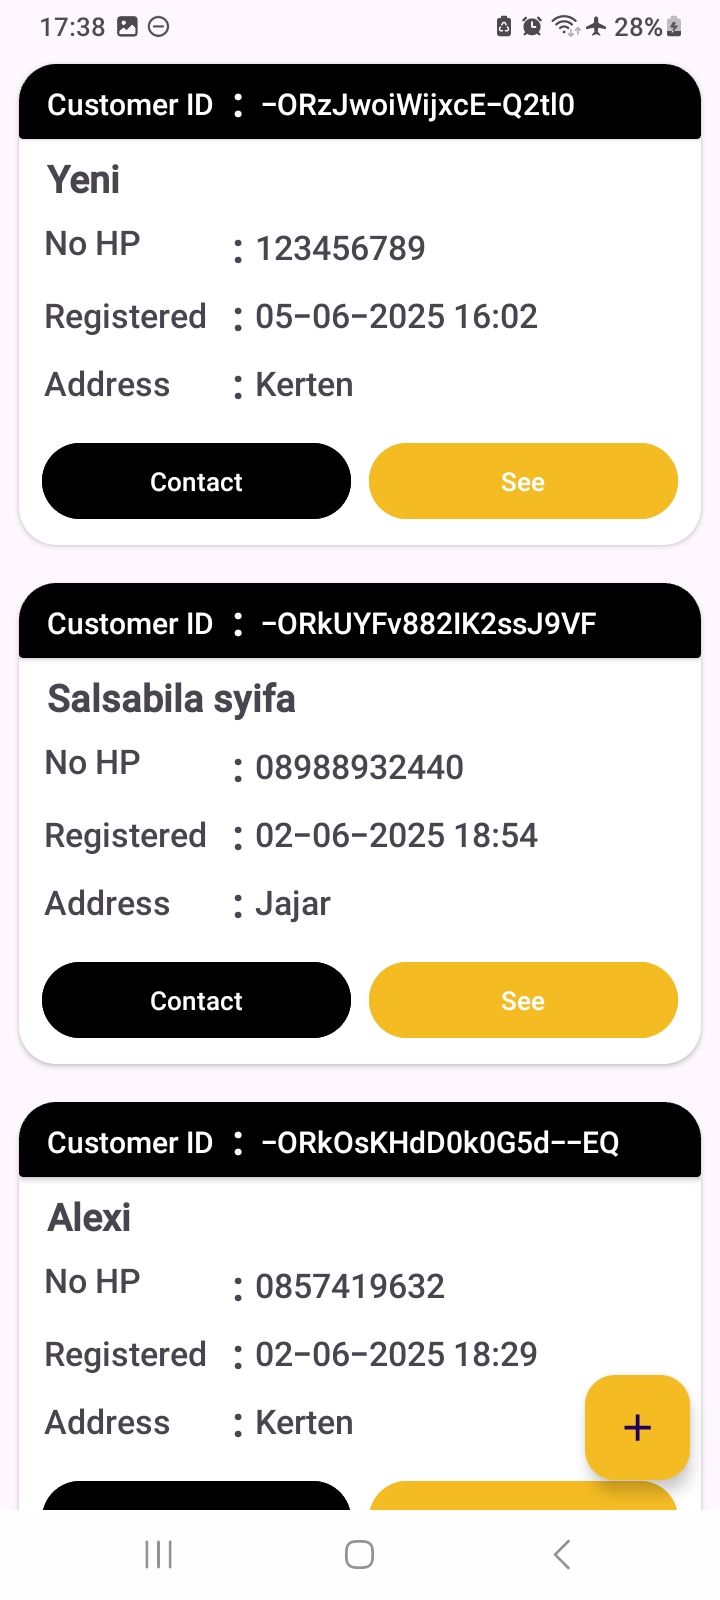 17:38 28%
Customer ID : -ORzJwoiWijxcE-Q2tl0
Yeni
No HP : 123456789
Registered : 05-06-2025 16:02
Address : Kerten
Contact See
Customer ID : -ORkUYFv882IK2ssJ9VF
Salsabila syifa
No HP : 08988932440
Registered : 02-06-2025 18:54
Address : Jajar
Contact See
Customer ID : -ORkOsKHdD0k0G5d--EQ
Alexi
No HP : 0857419632
Registered : 02-06-2025 18:29
Address : Kerten
+